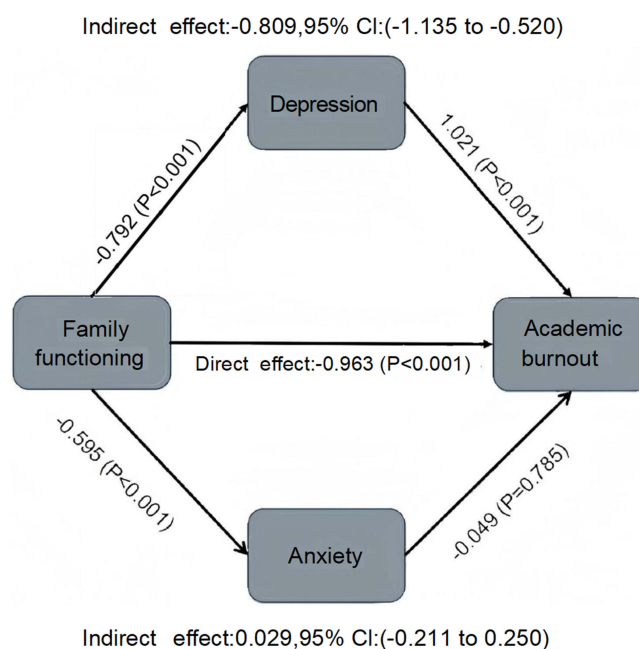 Indirect effect:-0.809,95% CI:(-1.135 to -0.520)
Depression
-0.792 (P<0.001)
1.021 (P<0.001)
Family
functioning
Academic
burnout
Direct effect:-0.963 (P<0.001)
-0.595 (P<0.001)
-0.049 (P=0.785)
Anxiety
Indirect effect:0.029,95% CI:(-0.211 to 0.250)